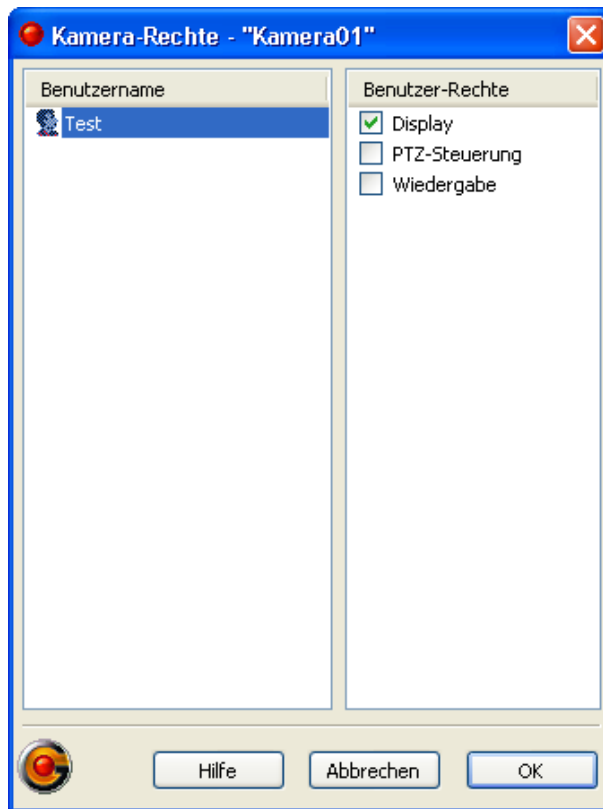 Kamera-Rechte - "Kamera01"
Benutzername
Test
Benutzer-Rechte
Display
PTZ-Steuerung
Wiedergabe
Hilfe
Abbrechen
OK